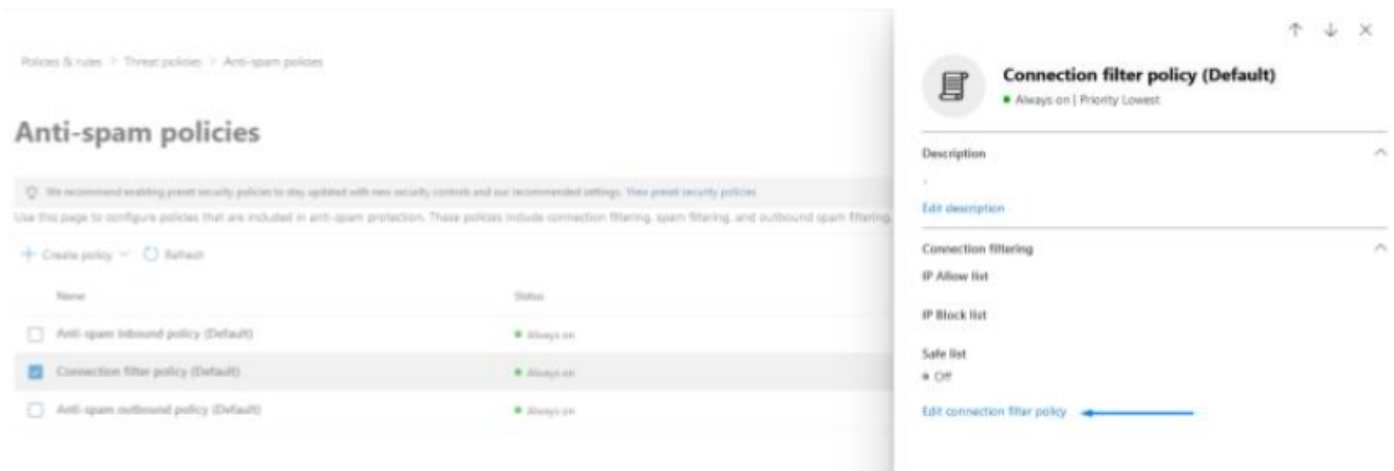 Policies & rules > Threat policies > Anti-spam policies
Anti-spam policies
We recommend enabling preset security policies to stay updated with new security controls and our recommended settings. View preset security policies
Use this page to configure policies that are included in anti-spam protection. These policies include connection filtering, spam filtering, and outbound spam filtering.
+ Create policy Refresh
Name Status
Anti-spam inbound policy (Default) Always on
Connection filter policy (Default) Always on
Anti-spam outbound policy (Default) Always on
Connection filter policy (Default)
Always on | Priority Lowest
Description
-
Edit description
Connection filtering
IP Allow list
IP Block list
Safe list
Off
Edit connection filter policy